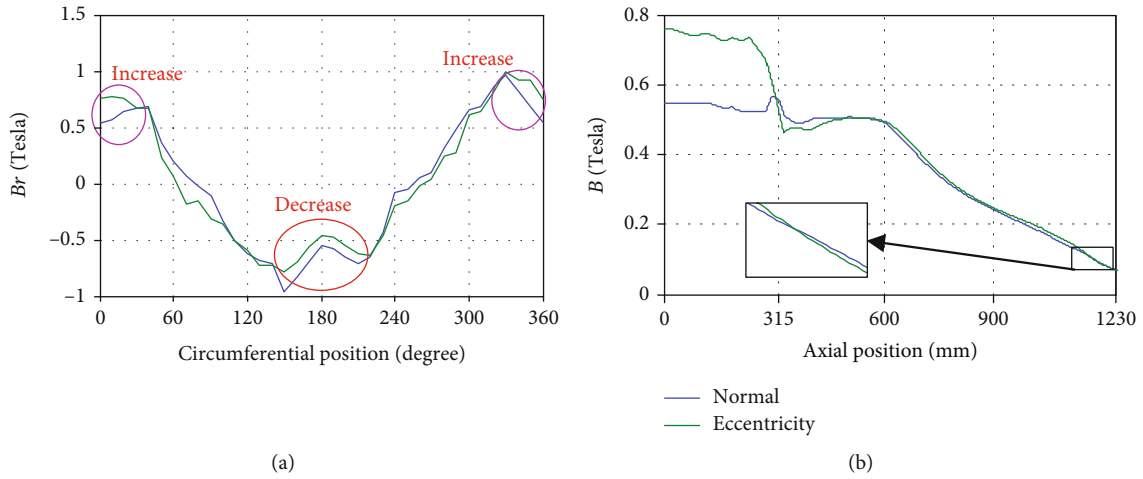 1.5
1
0.5
0
−0.5
−1
Br (Tesla)
Increase
Increase
Decrease
0
60
120
180
240
300
360
Circumferential position (degree)
(a)
0.8
0.6
0.4
0.2
0
B (Tesla)
0
315
600
900
1230
Axial position (mm)
Normal
Eccentricity
(b)